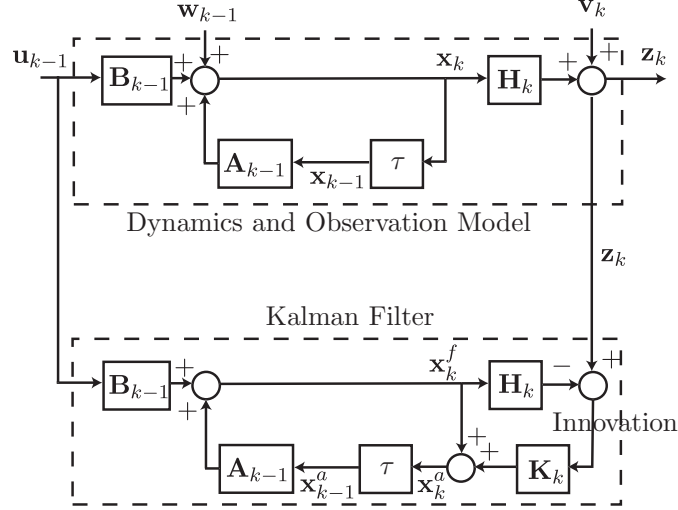 w_{k−1}
v_k
u_{k−1}
+
+
B_{k−1}
+
x_k
H_k
+
+
z_k
A_{k−1}
x_{k−1}
τ
Dynamics and Observation Model
z_k
Kalman Filter
B_{k−1}
+
+
x_k^f
H_k
−
+
Innovation
A_{k−1}
x_{k−1}^a
τ
x_k^a
+
+
K_k